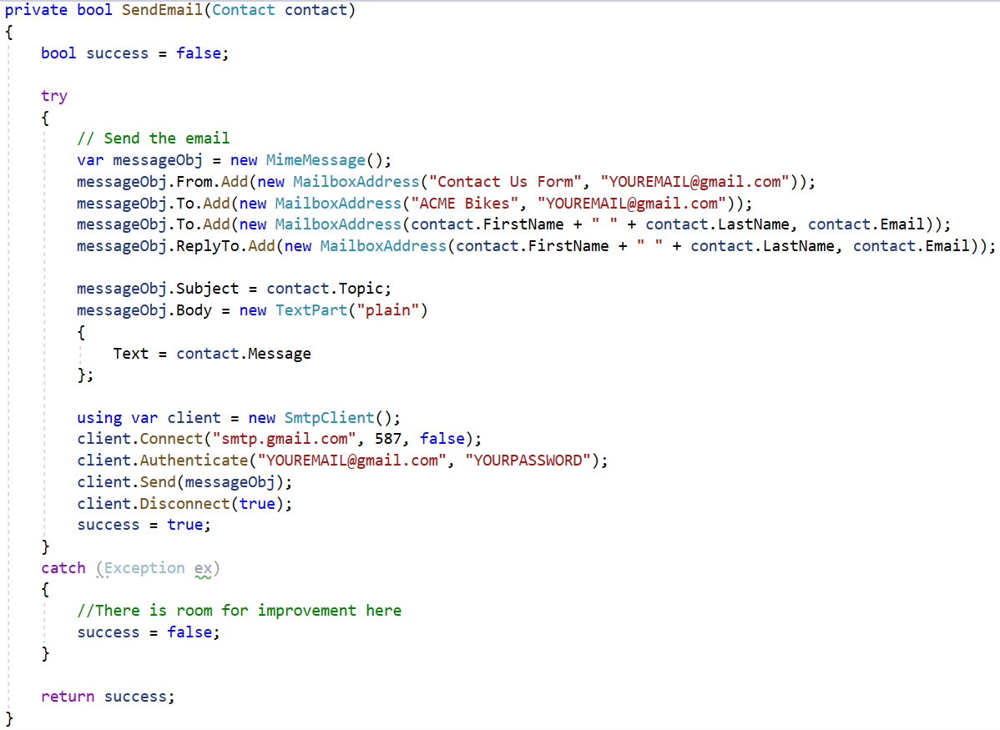 private bool SendEmail(Contact contact)
{
    bool success = false;

    try
    {
        // Send the email
        var messageObj = new MimeMessage();
        messageObj.From.Add(new MailboxAddress("Contact Us Form", "YOUREMAIL@gmail.com"));
        messageObj.To.Add(new MailboxAddress("ACME Bikes", "YOUREMAIL@gmail.com"));
        messageObj.To.Add(new MailboxAddress(contact.FirstName + " " + contact.LastName, contact.Email));
        messageObj.ReplyTo.Add(new MailboxAddress(contact.FirstName + " " + contact.LastName, contact.Email));

        messageObj.Subject = contact.Topic;
        messageObj.Body = new TextPart("plain")
        {
            Text = contact.Message
        };

        using var client = new SmtpClient();
        client.Connect("smtp.gmail.com", 587, false);
        client.Authenticate("YOUREMAIL@gmail.com", "YOURPASSWORD");
        client.Send(messageObj);
        client.Disconnect(true);
        success = true;
    }
    catch (Exception ex)
    {
        //There is room for improvement here
        success = false;
    }

    return success;
}